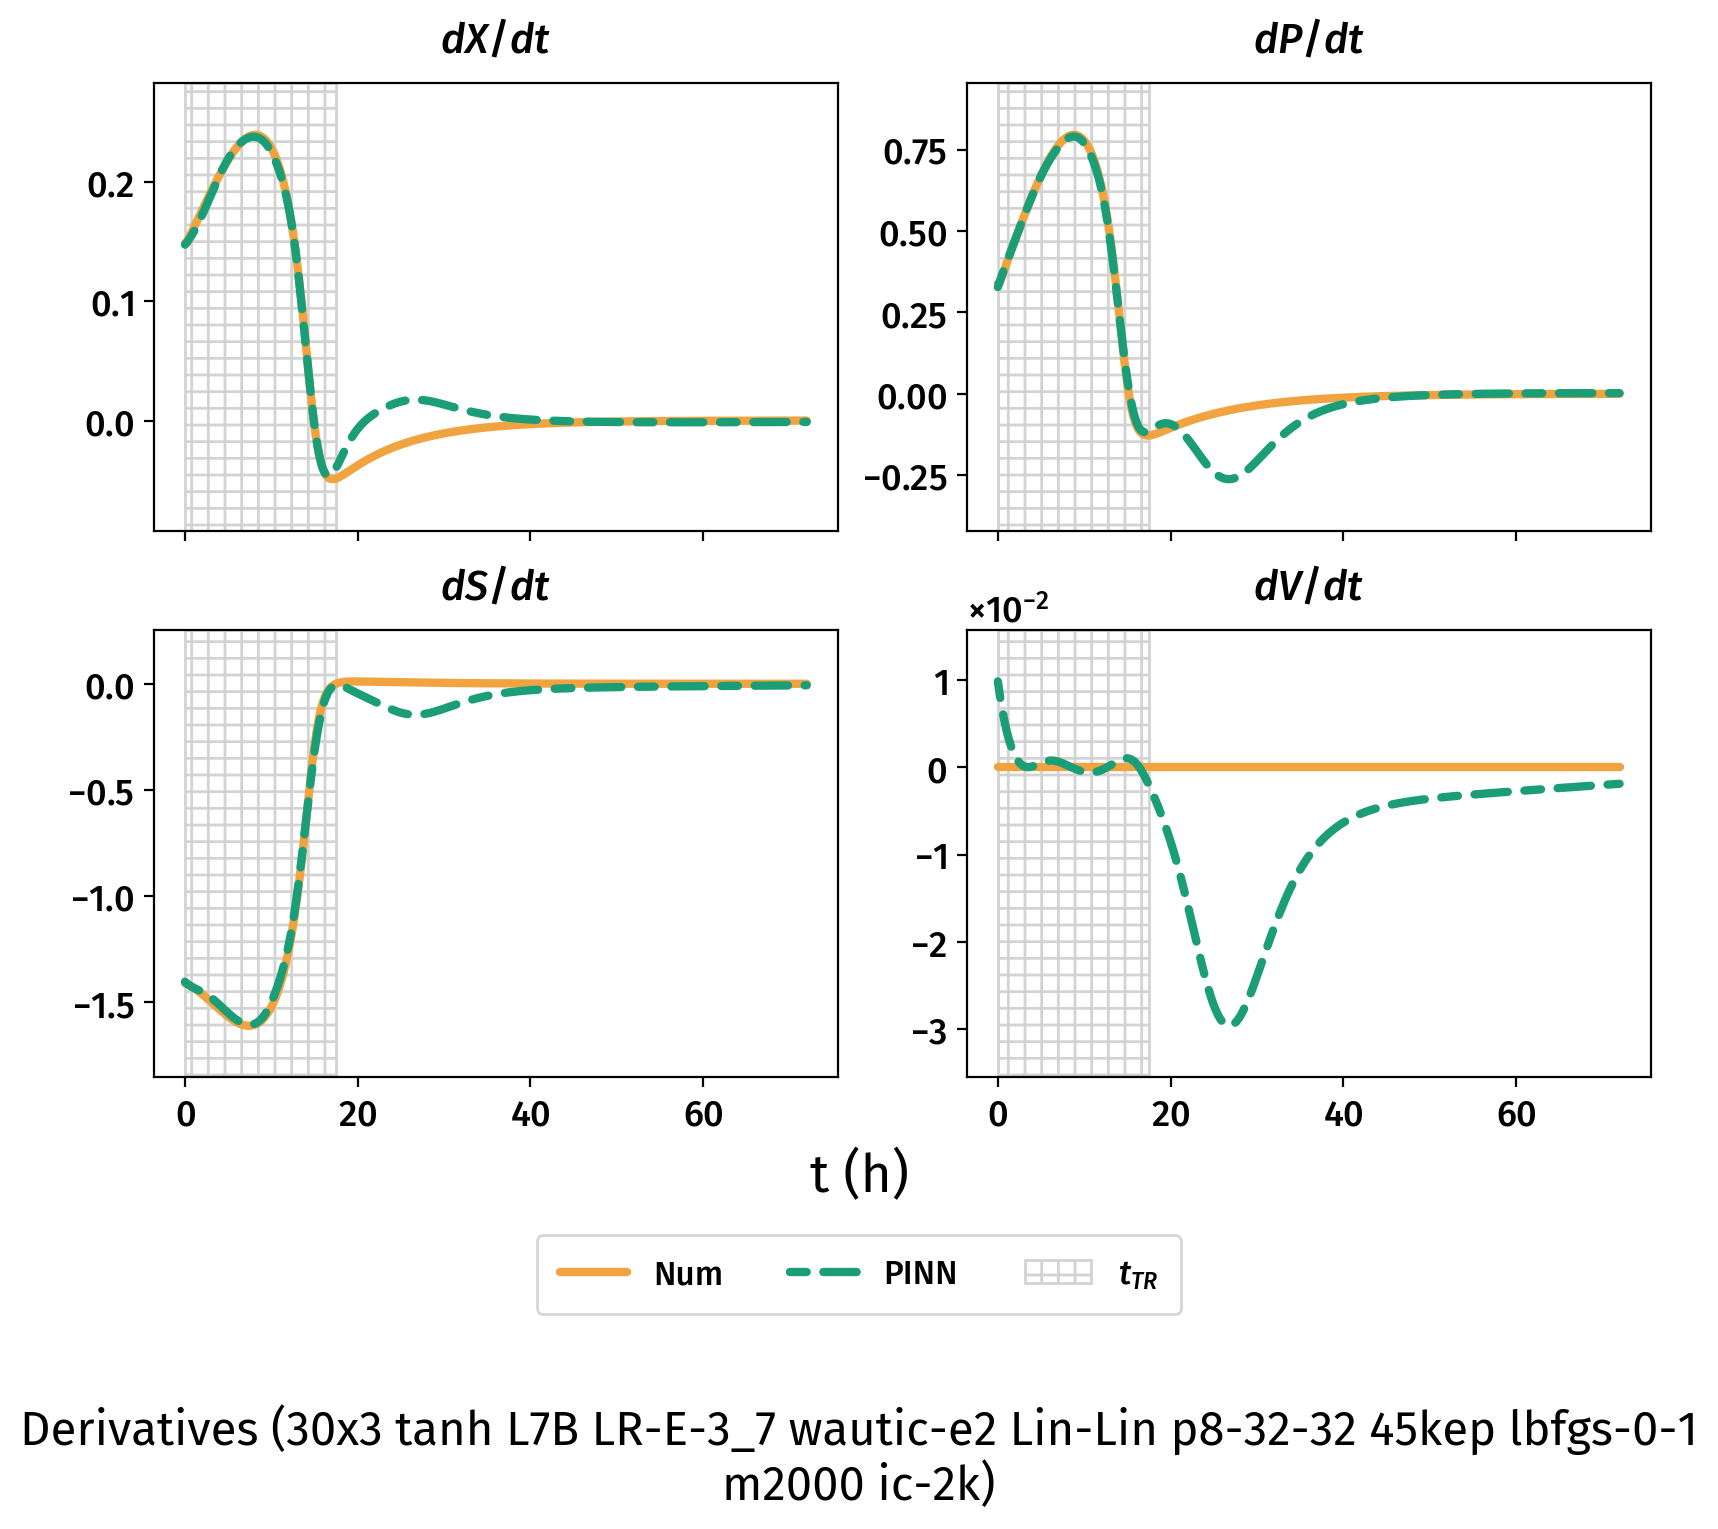 dX/dt
dP/dt
0.2
0.1
0.0
0.75
0.50
0.25
0.00
−0.25
dS/dt
dV/dt
×10⁻²
0.0
−0.5
−1.0
−1.5
1
0
−1
−2
−3
0 20 40 60
0 20 40 60
t (h)
Num PINN t_TR
Derivatives (30x3 tanh L7B LR-E-3_7 wautic-e2 Lin-Lin p8-32-32 45kep lbfgs-0-1
m2000 ic-2k)